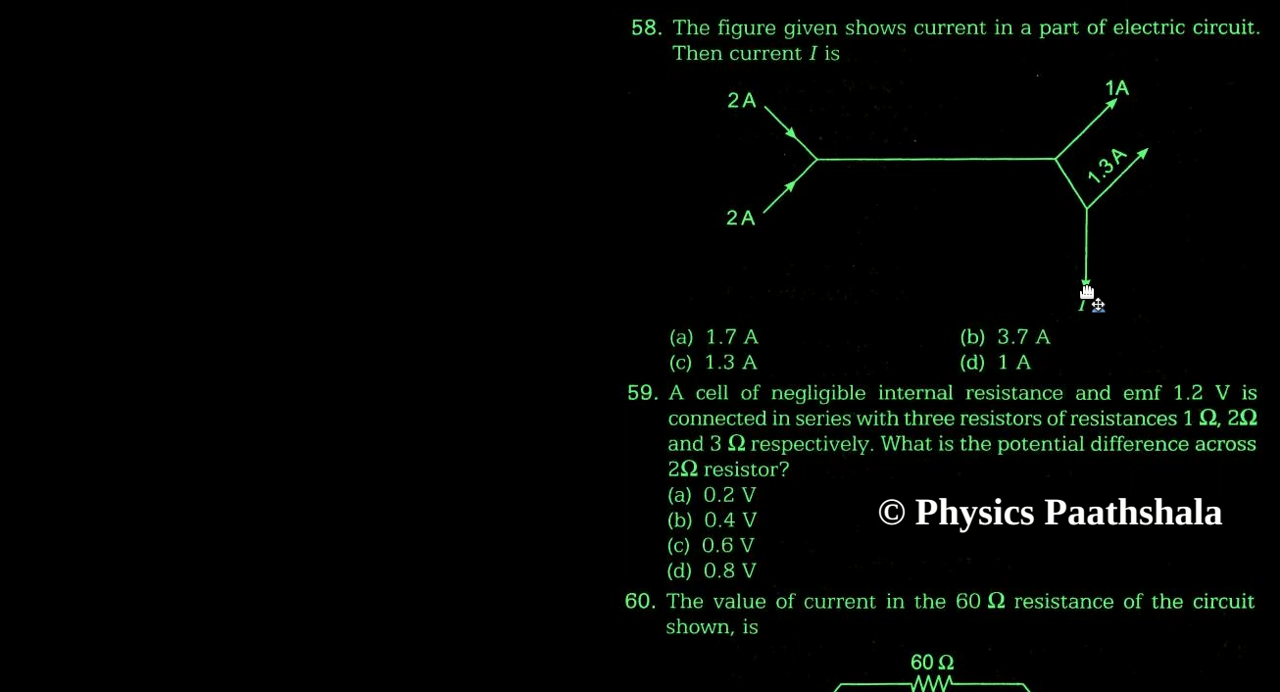 58. The figure given shows current in a part of electric circuit.
Then current I is
1A
2 A
1.3 A
2 A
I
(a) 1.7 A (b) 3.7 A
(c) 1.3 A (d) 1 A
59. A cell of negligible internal resistance and emf 1.2 V is
connected in series with three resistors of resistances 1 Ω, 2Ω
and 3 Ω respectively. What is the potential difference across
2Ω resistor?
(a) 0.2 V
(b) 0.4 V
© Physics Paathshala
(c) 0.6 V
(d) 0.8 V
60. The value of current in the 60 Ω resistance of the circuit
shown, is
60 Ω